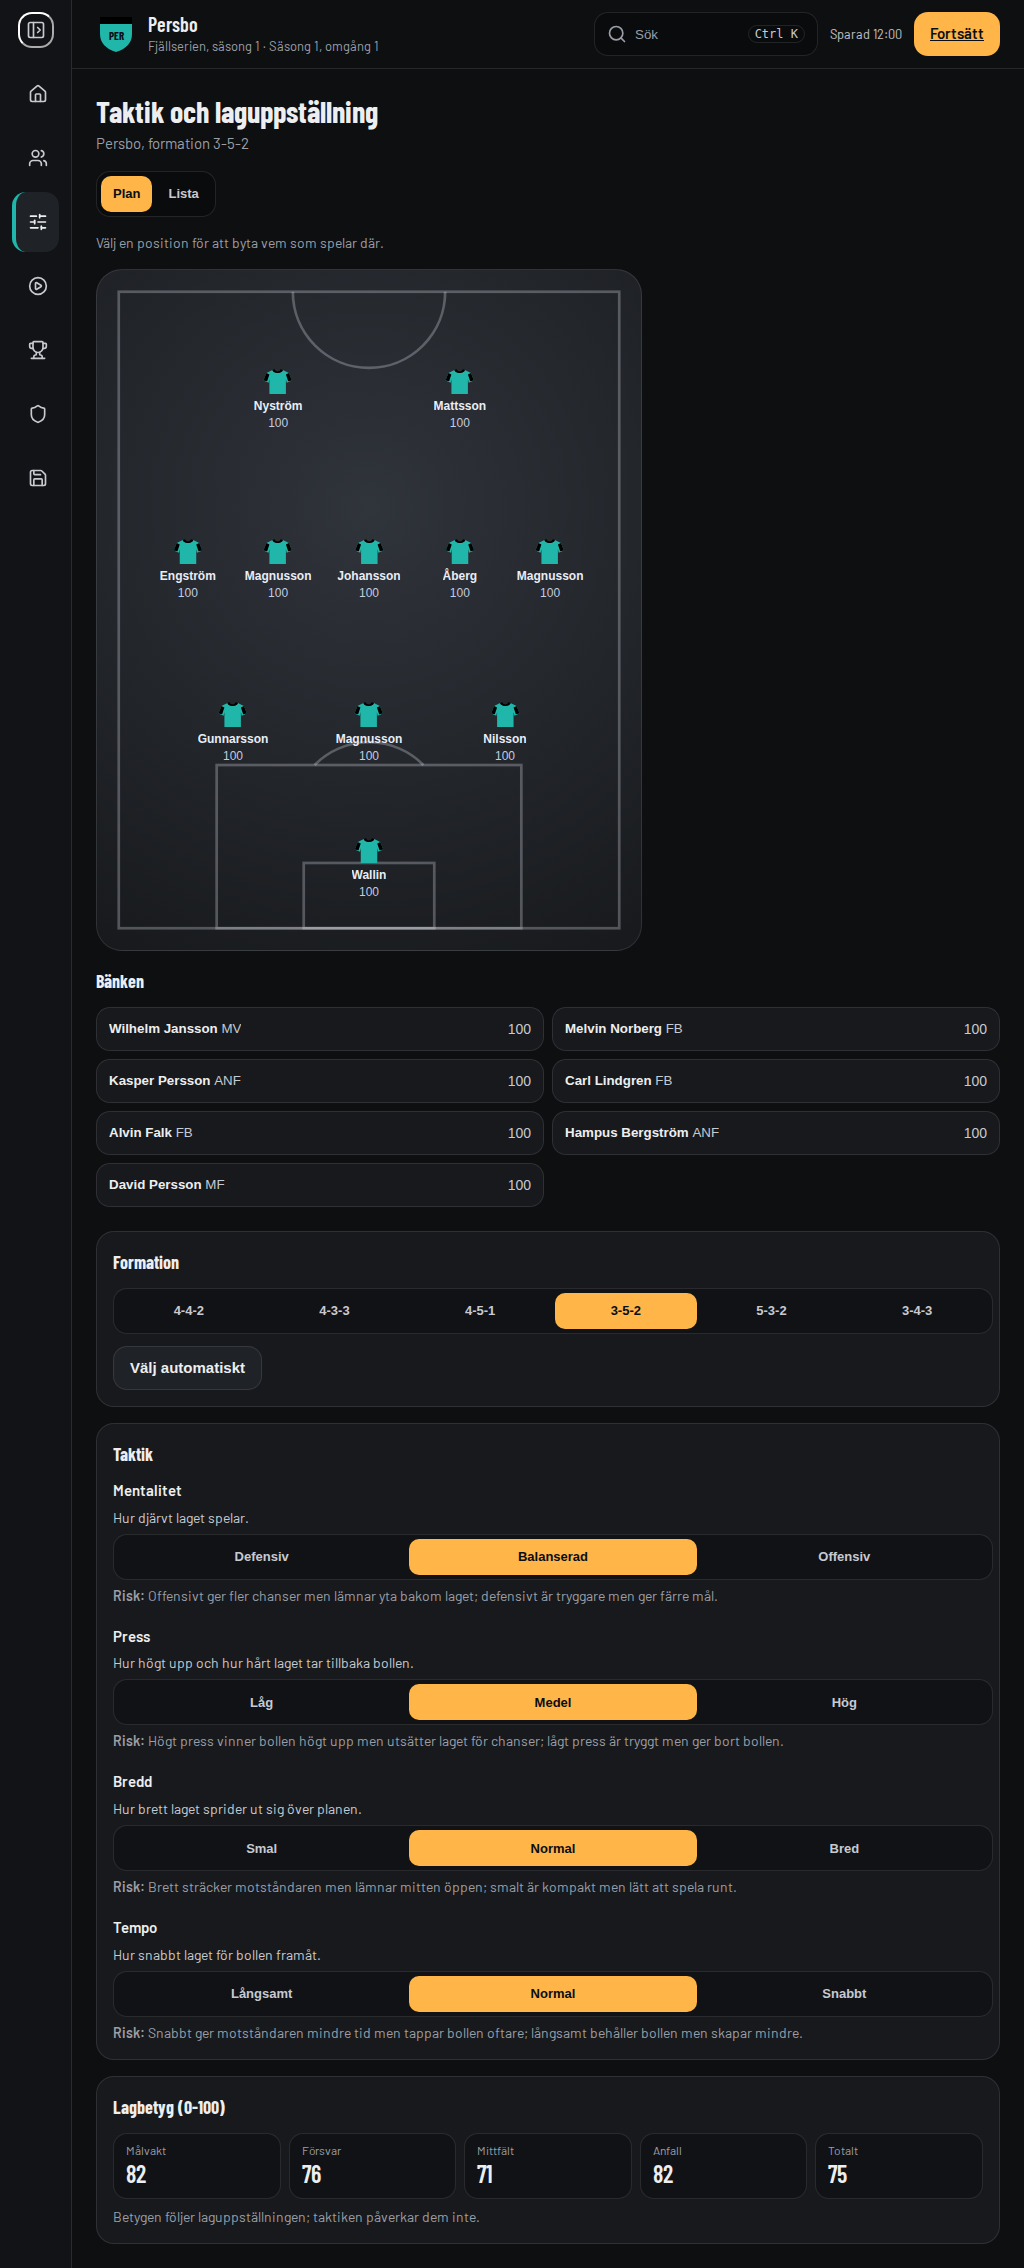 PER
Persbo
Fjällserien, säsong 1 · Säsong 1, omgång 1
Sök
Ctrl K
Sparad 12:00
Fortsätt
Taktik och laguppställning
Persbo, formation 3-5-2
Plan
Lista
Välj en position för att byta vem som spelar där.
Nyström
100
Mattsson
100
Engström
100
Magnusson
100
Johansson
100
Åberg
100
Magnusson
100
Gunnarsson
100
Magnusson
100
Nilsson
100
Wallin
100
Bänken
Wilhelm Jansson MV 100
Melvin Norberg FB 100
Kasper Persson ANF 100
Carl Lindgren FB 100
Alvin Falk FB 100
Hampus Bergström ANF 100
David Persson MF 100
Formation
4-4-2 4-3-3 4-5-1 3-5-2 5-3-2 3-4-3
Välj automatiskt
Taktik
Mentalitet
Hur djärvt laget spelar.
Defensiv Balanserad Offensiv
Risk: Offensivt ger fler chanser men lämnar yta bakom laget; defensivt är tryggare men ger färre mål.
Press
Hur högt upp och hur hårt laget tar tillbaka bollen.
Låg Medel Hög
Risk: Högt press vinner bollen högt upp men utsätter laget för chanser; lågt press är tryggt men ger bort bollen.
Bredd
Hur brett laget sprider ut sig över planen.
Smal Normal Bred
Risk: Brett sträcker motståndaren men lämnar mitten öppen; smalt är kompakt men lätt att spela runt.
Tempo
Hur snabbt laget för bollen framåt.
Långsamt Normal Snabbt
Risk: Snabbt ger motståndaren mindre tid men tappar bollen oftare; långsamt behåller bollen men skapar mindre.
Lagbetyg (0-100)
Målvakt
82
Försvar
76
Mittfält
71
Anfall
82
Totalt
75
Betygen följer laguppställningen; taktiken påverkar dem inte.